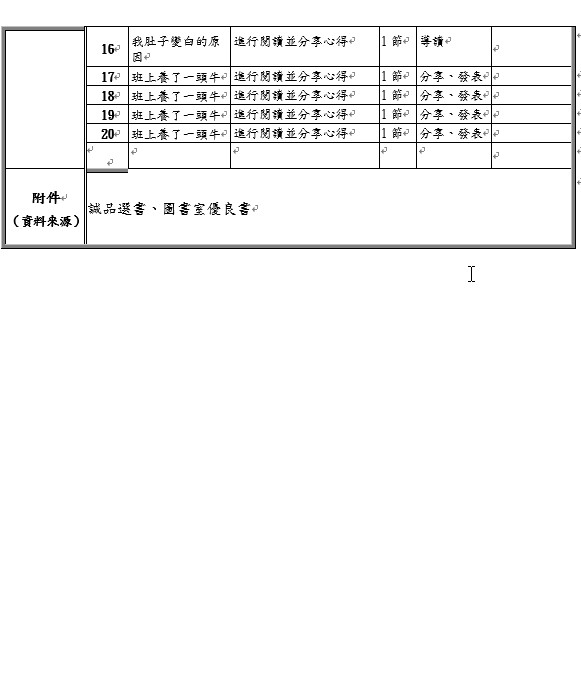 16 我肚子變白的原因 進行閱讀並分享心得 1 節 導讀
17 班上養了一頭牛 進行閱讀並分享心得 1 節 分享、發表
18 班上養了一頭牛 進行閱讀並分享心得 1 節 分享、發表
19 班上養了一頭牛 進行閱讀並分享心得 1 節 分享、發表
20 班上養了一頭牛 進行閱讀並分享心得 1 節 分享、發表
附件
（資料來源）
誠品選書、圖書室優良書